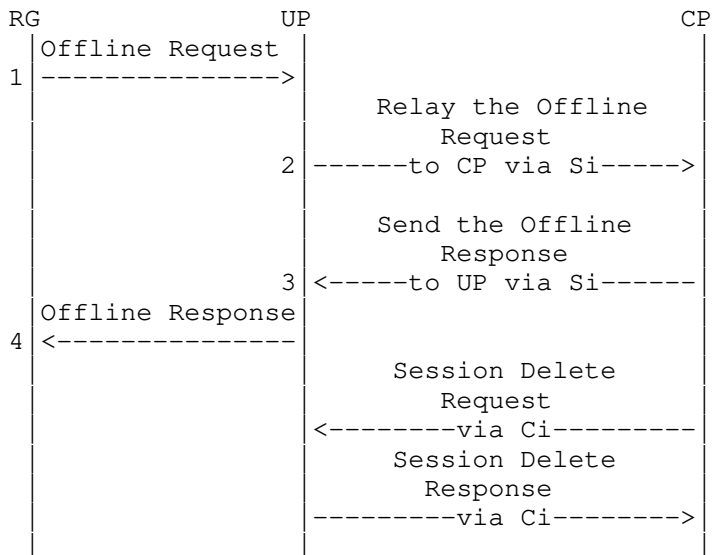 RG UP CP
Offline Request
1 --------------->
Relay the Offline
Request
2 ------to CP via Si----->
Send the Offline
Response
3 <-----to UP via Si------
Offline Response
4 <---------------
Session Delete
Request
<--------via Ci---------
Session Delete
Response
---------via Ci-------->